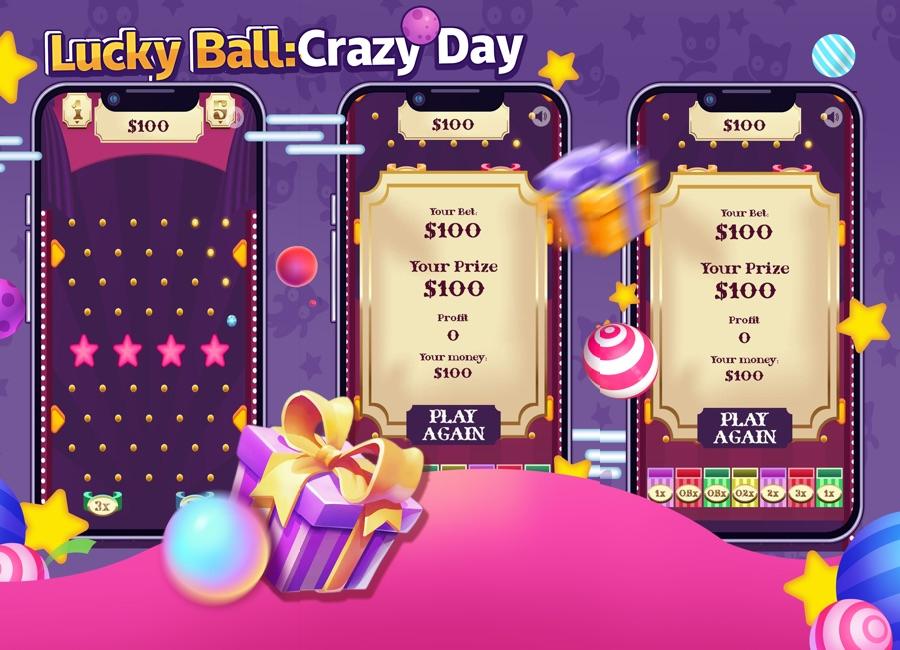 Lucky Ball:Crazy Day
1
$100
5
3x
$100
Your Bet:
$100
Your Prize
$100
Profit
0
Your money:
$100
PLAY
AGAIN
$100
Your Bet:
$100
Your Prize
$100
Profit
0
Your money:
$100
PLAY
AGAIN
1x
0.8x
0.8x
0.2x
2x
3x
1x